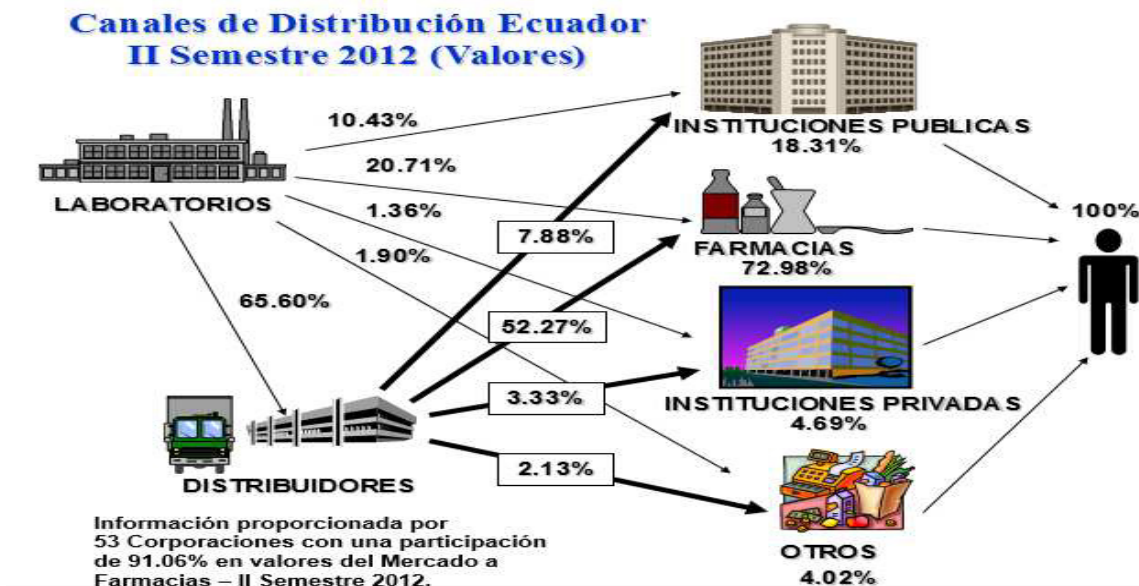 Canales de Distribución Ecuador
II Semestre 2012 (Valores)
10.43%
INSTITUCIONES PUBLICAS
18.31%
20.71%
LABORATORIOS
1.36%
100%
7.88%
FARMACIAS
72.98%
1.90%
65.60%
52.27%
3.33%
INSTITUCIONES PRIVADAS
4.69%
2.13%
DISTRIBUIDORES
Información proporcionada por
53 Corporaciones con una participación
de 91.06% en valores del Mercado a
Farmacias – II Semestre 2012.
OTROS
4.02%